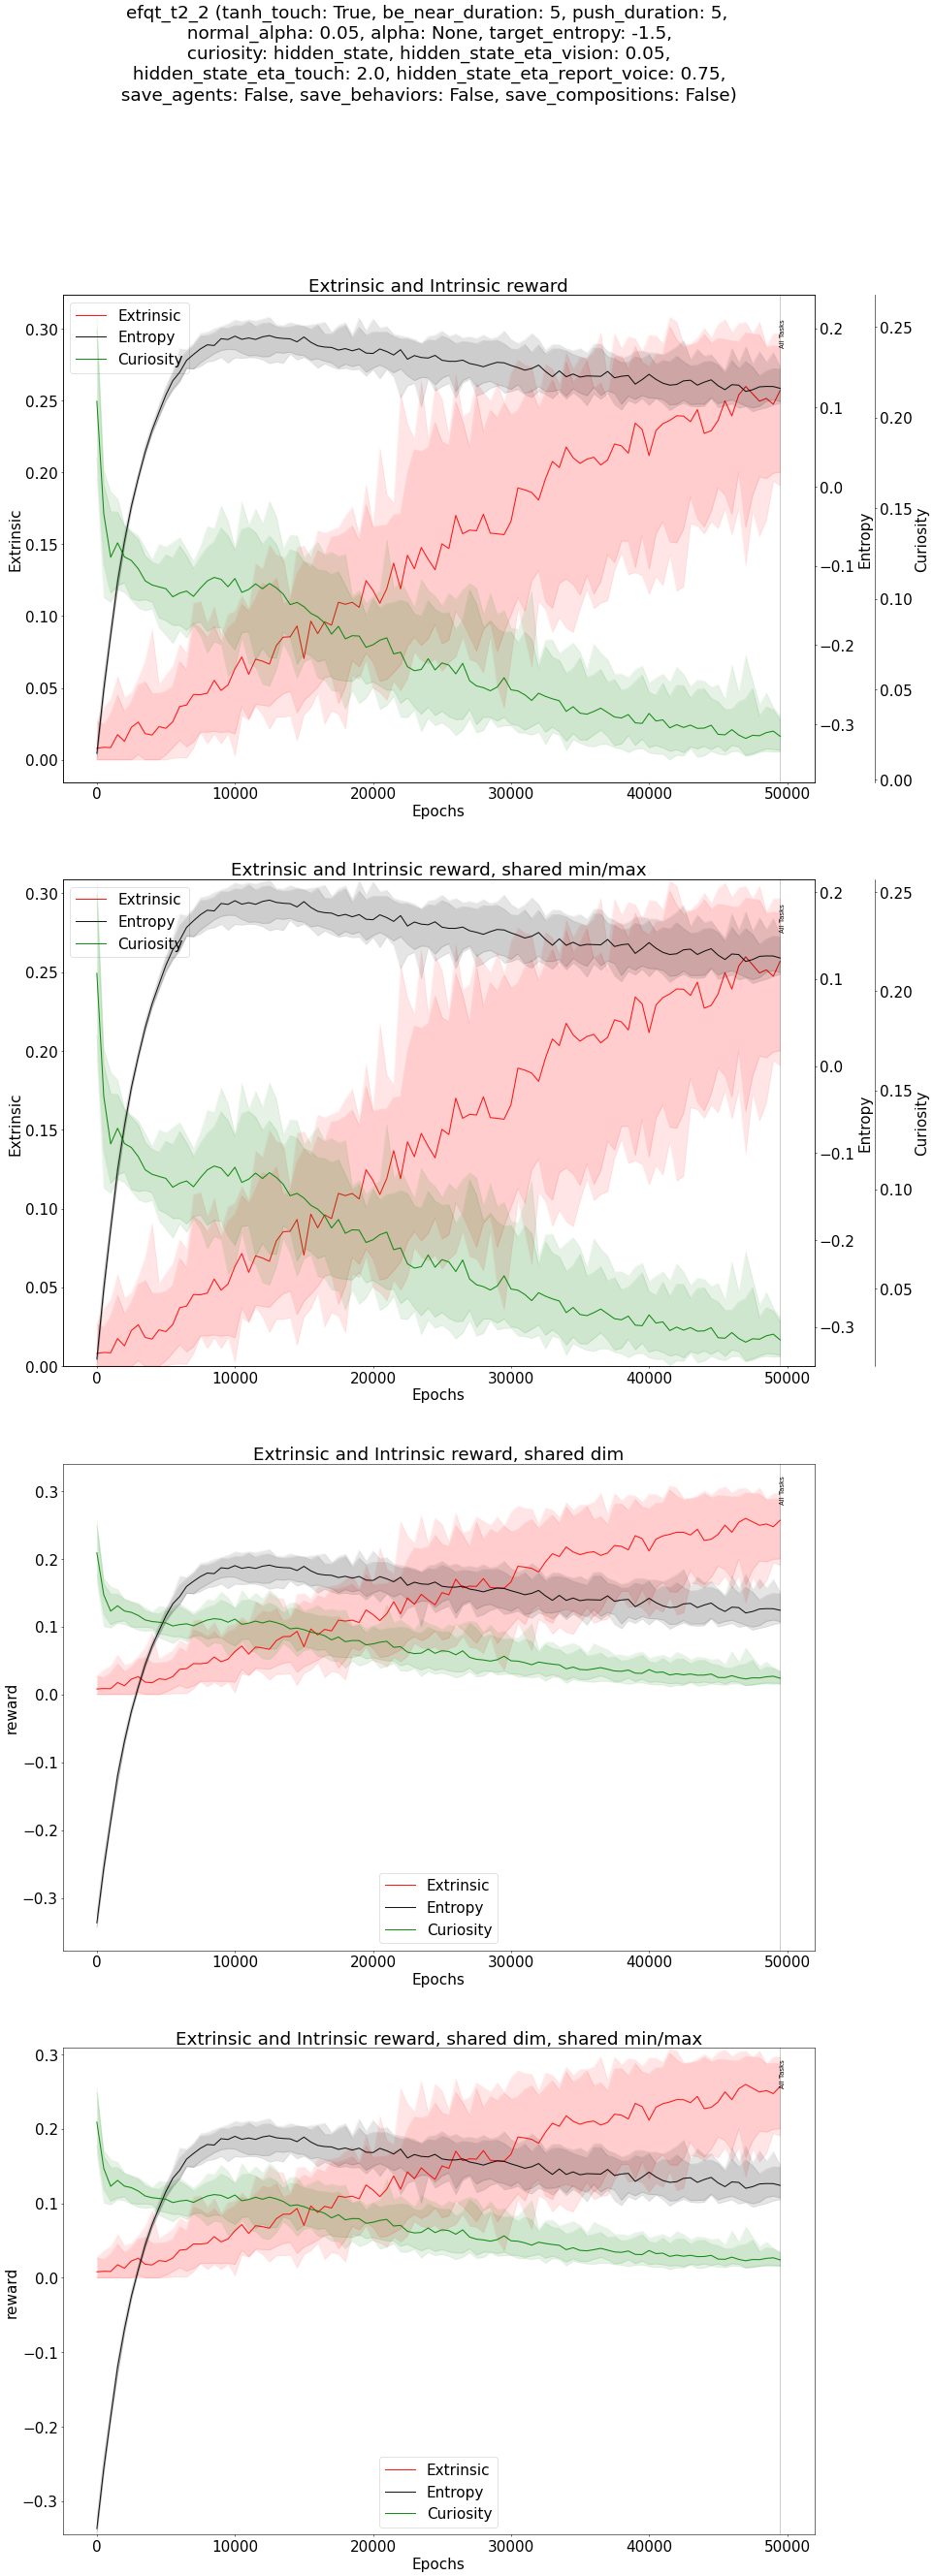 efqt_t2_2 (tanh_touch: True, be_near_duration: 5, push_duration: 5,
normal_alpha: 0.05, alpha: None, target_entropy: -1.5,
curiosity: hidden_state, hidden_state_eta_vision: 0.05,
hidden_state_eta_touch: 2.0, hidden_state_eta_report_voice: 0.75,
save_agents: False, save_behaviors: False, save_compositions: False)
Extrinsic and Intrinsic reward
Extrinsic
Entropy
Curiosity
All Tasks
0.30
0.25
0.20
0.15
0.10
0.05
0.00
Extrinsic
0.2
0.1
0.0
−0.1
−0.2
−0.3
Entropy
0.25
0.20
0.15
0.10
0.05
0.00
Curiosity
0 10000 20000 30000 40000 50000
Epochs
Extrinsic and Intrinsic reward, shared min/max
Extrinsic
Entropy
Curiosity
All Tasks
0.30
0.25
0.20
0.15
0.10
0.05
0.00
Extrinsic
0.2
0.1
0.0
−0.1
−0.2
−0.3
Entropy
0.25
0.20
0.15
0.10
0.05
Curiosity
0 10000 20000 30000 40000 50000
Epochs
Extrinsic and Intrinsic reward, shared dim
All Tasks
0.3
0.2
0.1
0.0
−0.1
−0.2
−0.3
reward
Extrinsic
Entropy
Curiosity
0 10000 20000 30000 40000 50000
Epochs
Extrinsic and Intrinsic reward, shared dim, shared min/max
All Tasks
0.3
0.2
0.1
0.0
−0.1
−0.2
−0.3
reward
Extrinsic
Entropy
Curiosity
0 10000 20000 30000 40000 50000
Epochs